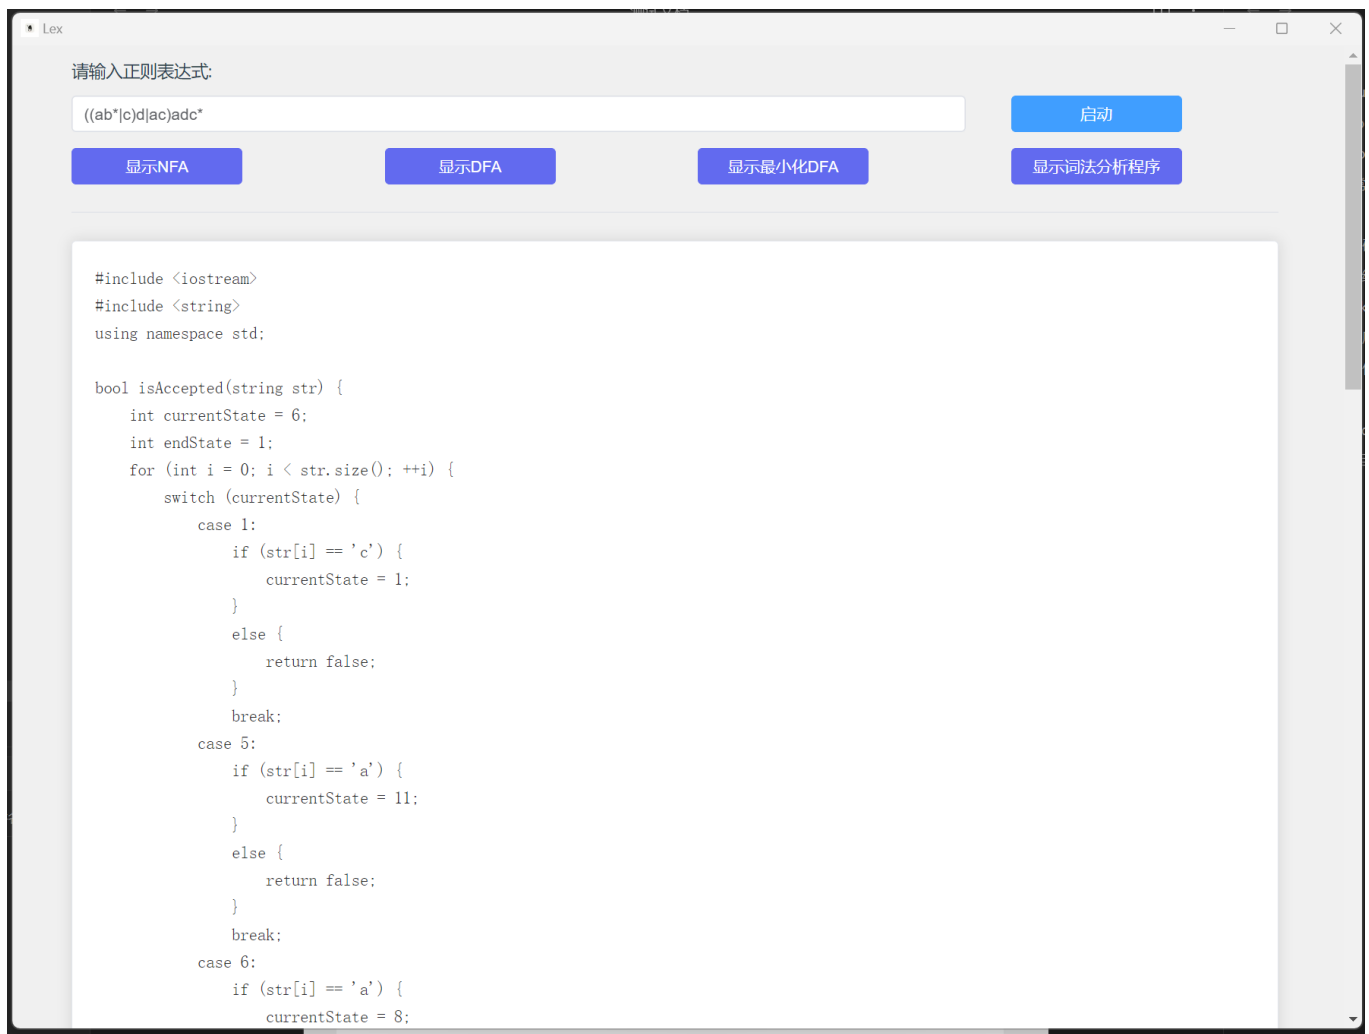 Lex
请输入正则表达式:
((ab*|c)d|ac)adc*
启动
显示NFA
显示DFA
显示最小化DFA
显示词法分析程序
#include <iostream>
#include <string>
using namespace std;
bool isAccepted(string str) {
    int currentState = 6;
    int endState = 1;
    for (int i = 0; i < str.size(); ++i) {
        switch (currentState) {
            case 1:
                if (str[i] == 'c') {
                    currentState = 1;
                }
                else {
                    return false;
                }
                break;
            case 5:
                if (str[i] == 'a') {
                    currentState = 11;
                }
                else {
                    return false;
                }
                break;
            case 6:
                if (str[i] == 'a') {
                    currentState = 8;